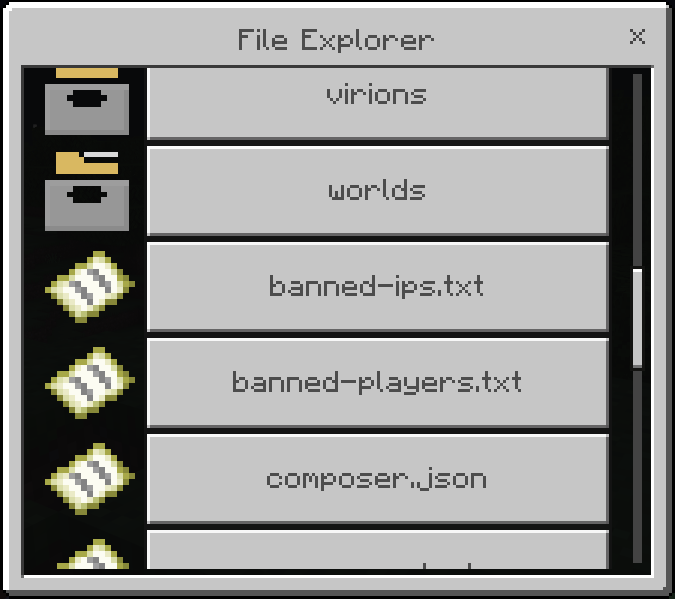 File Explorer
virions
worlds
banned-ips.txt
banned-players.txt
composer.json